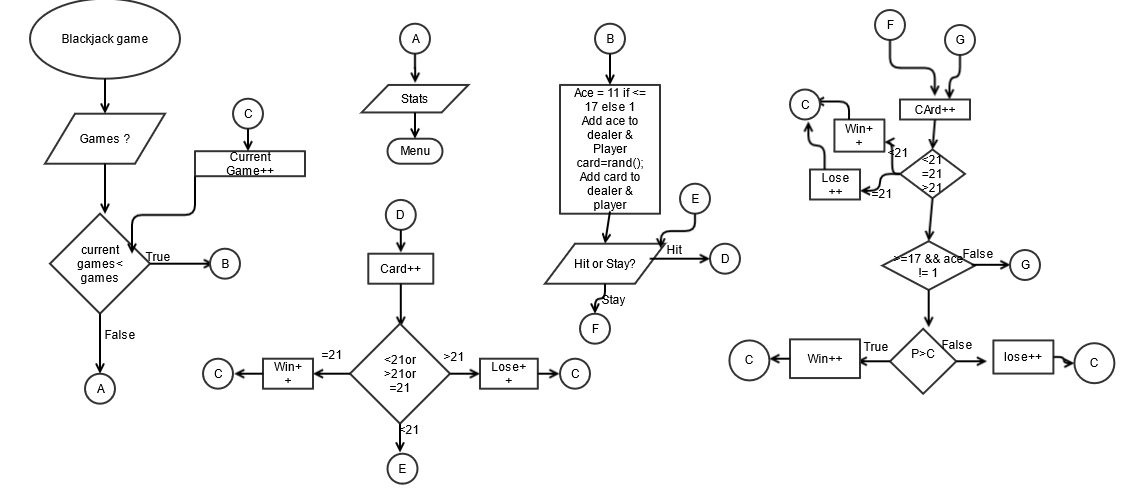 Blackjack game
Games ?
C
Current
Game++
current
games<
games
True
B
False
A
A
Stats
Menu
D
Card++
<21or
>21or
=21
=21
Win+
+
C
>21
Lose+
+
C
<21
E
B
Ace = 11 if <=
17 else 1
Add ace to
dealer &
Player
card=rand();
Add card to
dealer &
player
E
Hit or Stay?
Hit
D
Stay
F
F
G
CArd++
C
Win+
+
<21
<21
=21
>21
Lose
++
=21
>=17 && ace
!= 1
False
G
P>C
True
Win++
C
False
lose++
C